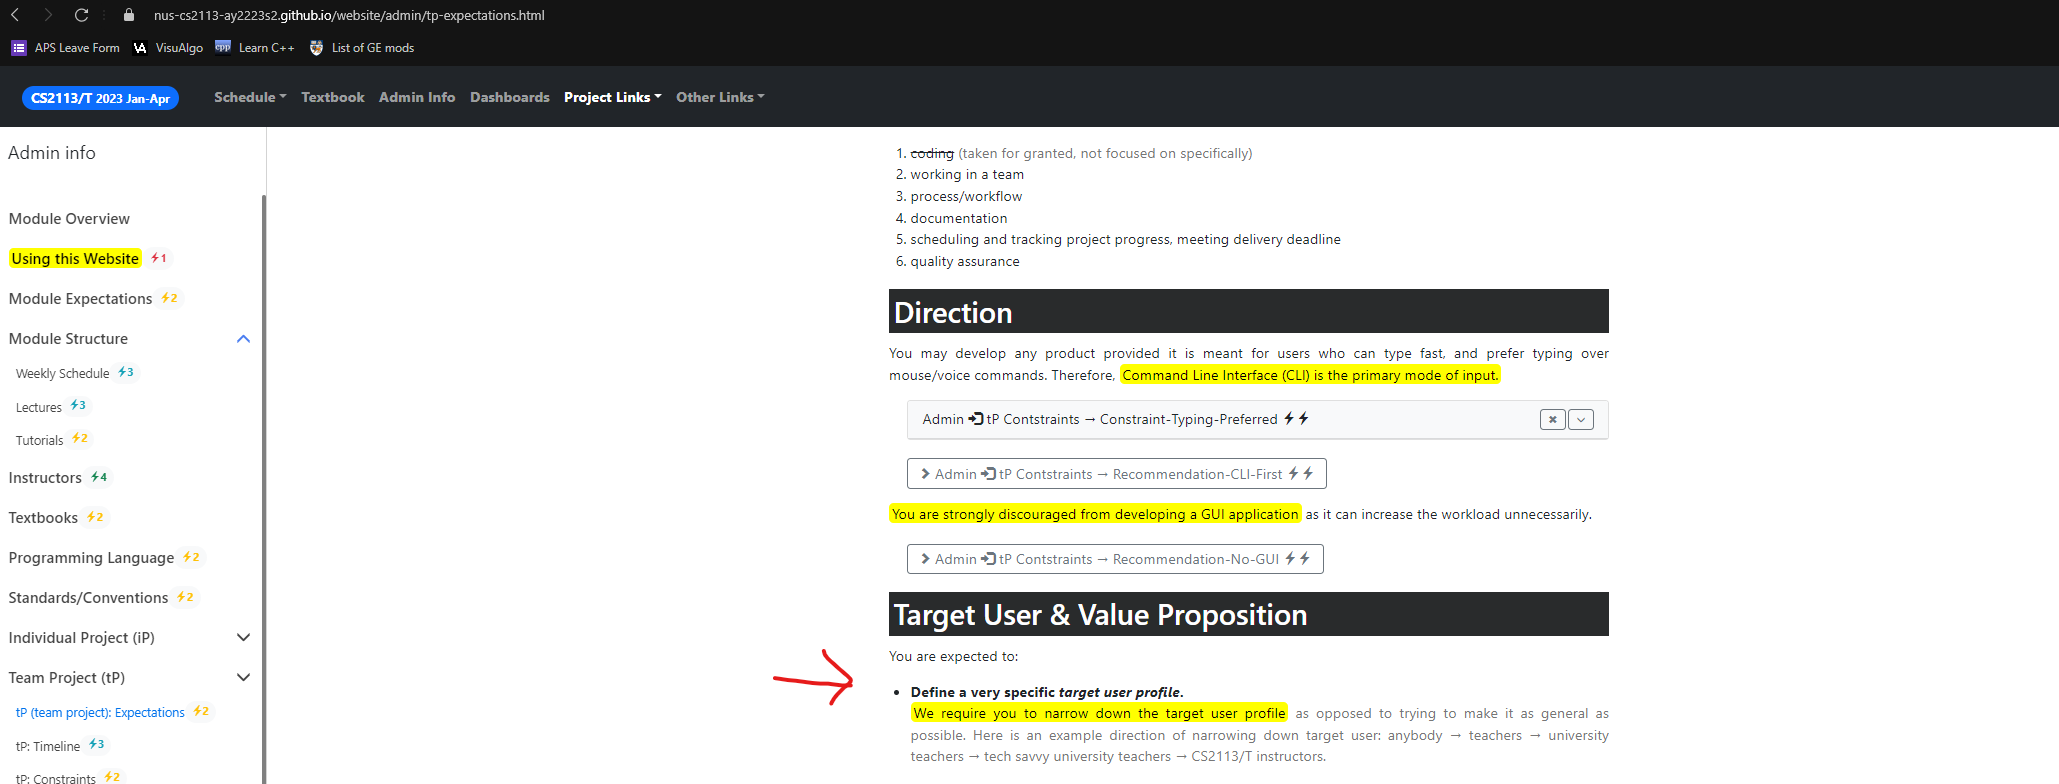 nus-cs2113-ay2223s2.github.io/website/admin/tp-expectations.html
APS Leave Form VisuAlgo cpp Learn C++ List of GE mods
CS2113/T 2023 Jan-Apr Schedule Textbook Admin Info Dashboards Project Links Other Links
Admin info
Module Overview
Using this Website 1
Module Expectations 2
Module Structure
Weekly Schedule 3
Lectures 3
Tutorials 2
Instructors 4
Textbooks 2
Programming Language 2
Standards/Conventions 2
Individual Project (iP)
Team Project (tP)
tP (team project): Expectations 2
tP: Timeline 3
tP: Constraints 2
1. coding (taken for granted, not focused on specifically)
2. working in a team
3. process/workflow
4. documentation
5. scheduling and tracking project progress, meeting delivery deadline
6. quality assurance
Direction
You may develop any product provided it is meant for users who can type fast, and prefer typing over
mouse/voice commands. Therefore, Command Line Interface (CLI) is the primary mode of input.
Admin tP Contstraints → Constraint-Typing-Preferred
Admin tP Contstraints → Recommendation-CLI-First
You are strongly discouraged from developing a GUI application as it can increase the workload unnecessarily.
Admin tP Contstraints → Recommendation-No-GUI
Target User & Value Proposition
You are expected to:
• Define a very specific target user profile.
We require you to narrow down the target user profile as opposed to trying to make it as general as
possible. Here is an example direction of narrowing down target user: anybody → teachers → university
teachers → tech savvy university teachers → CS2113/T instructors.